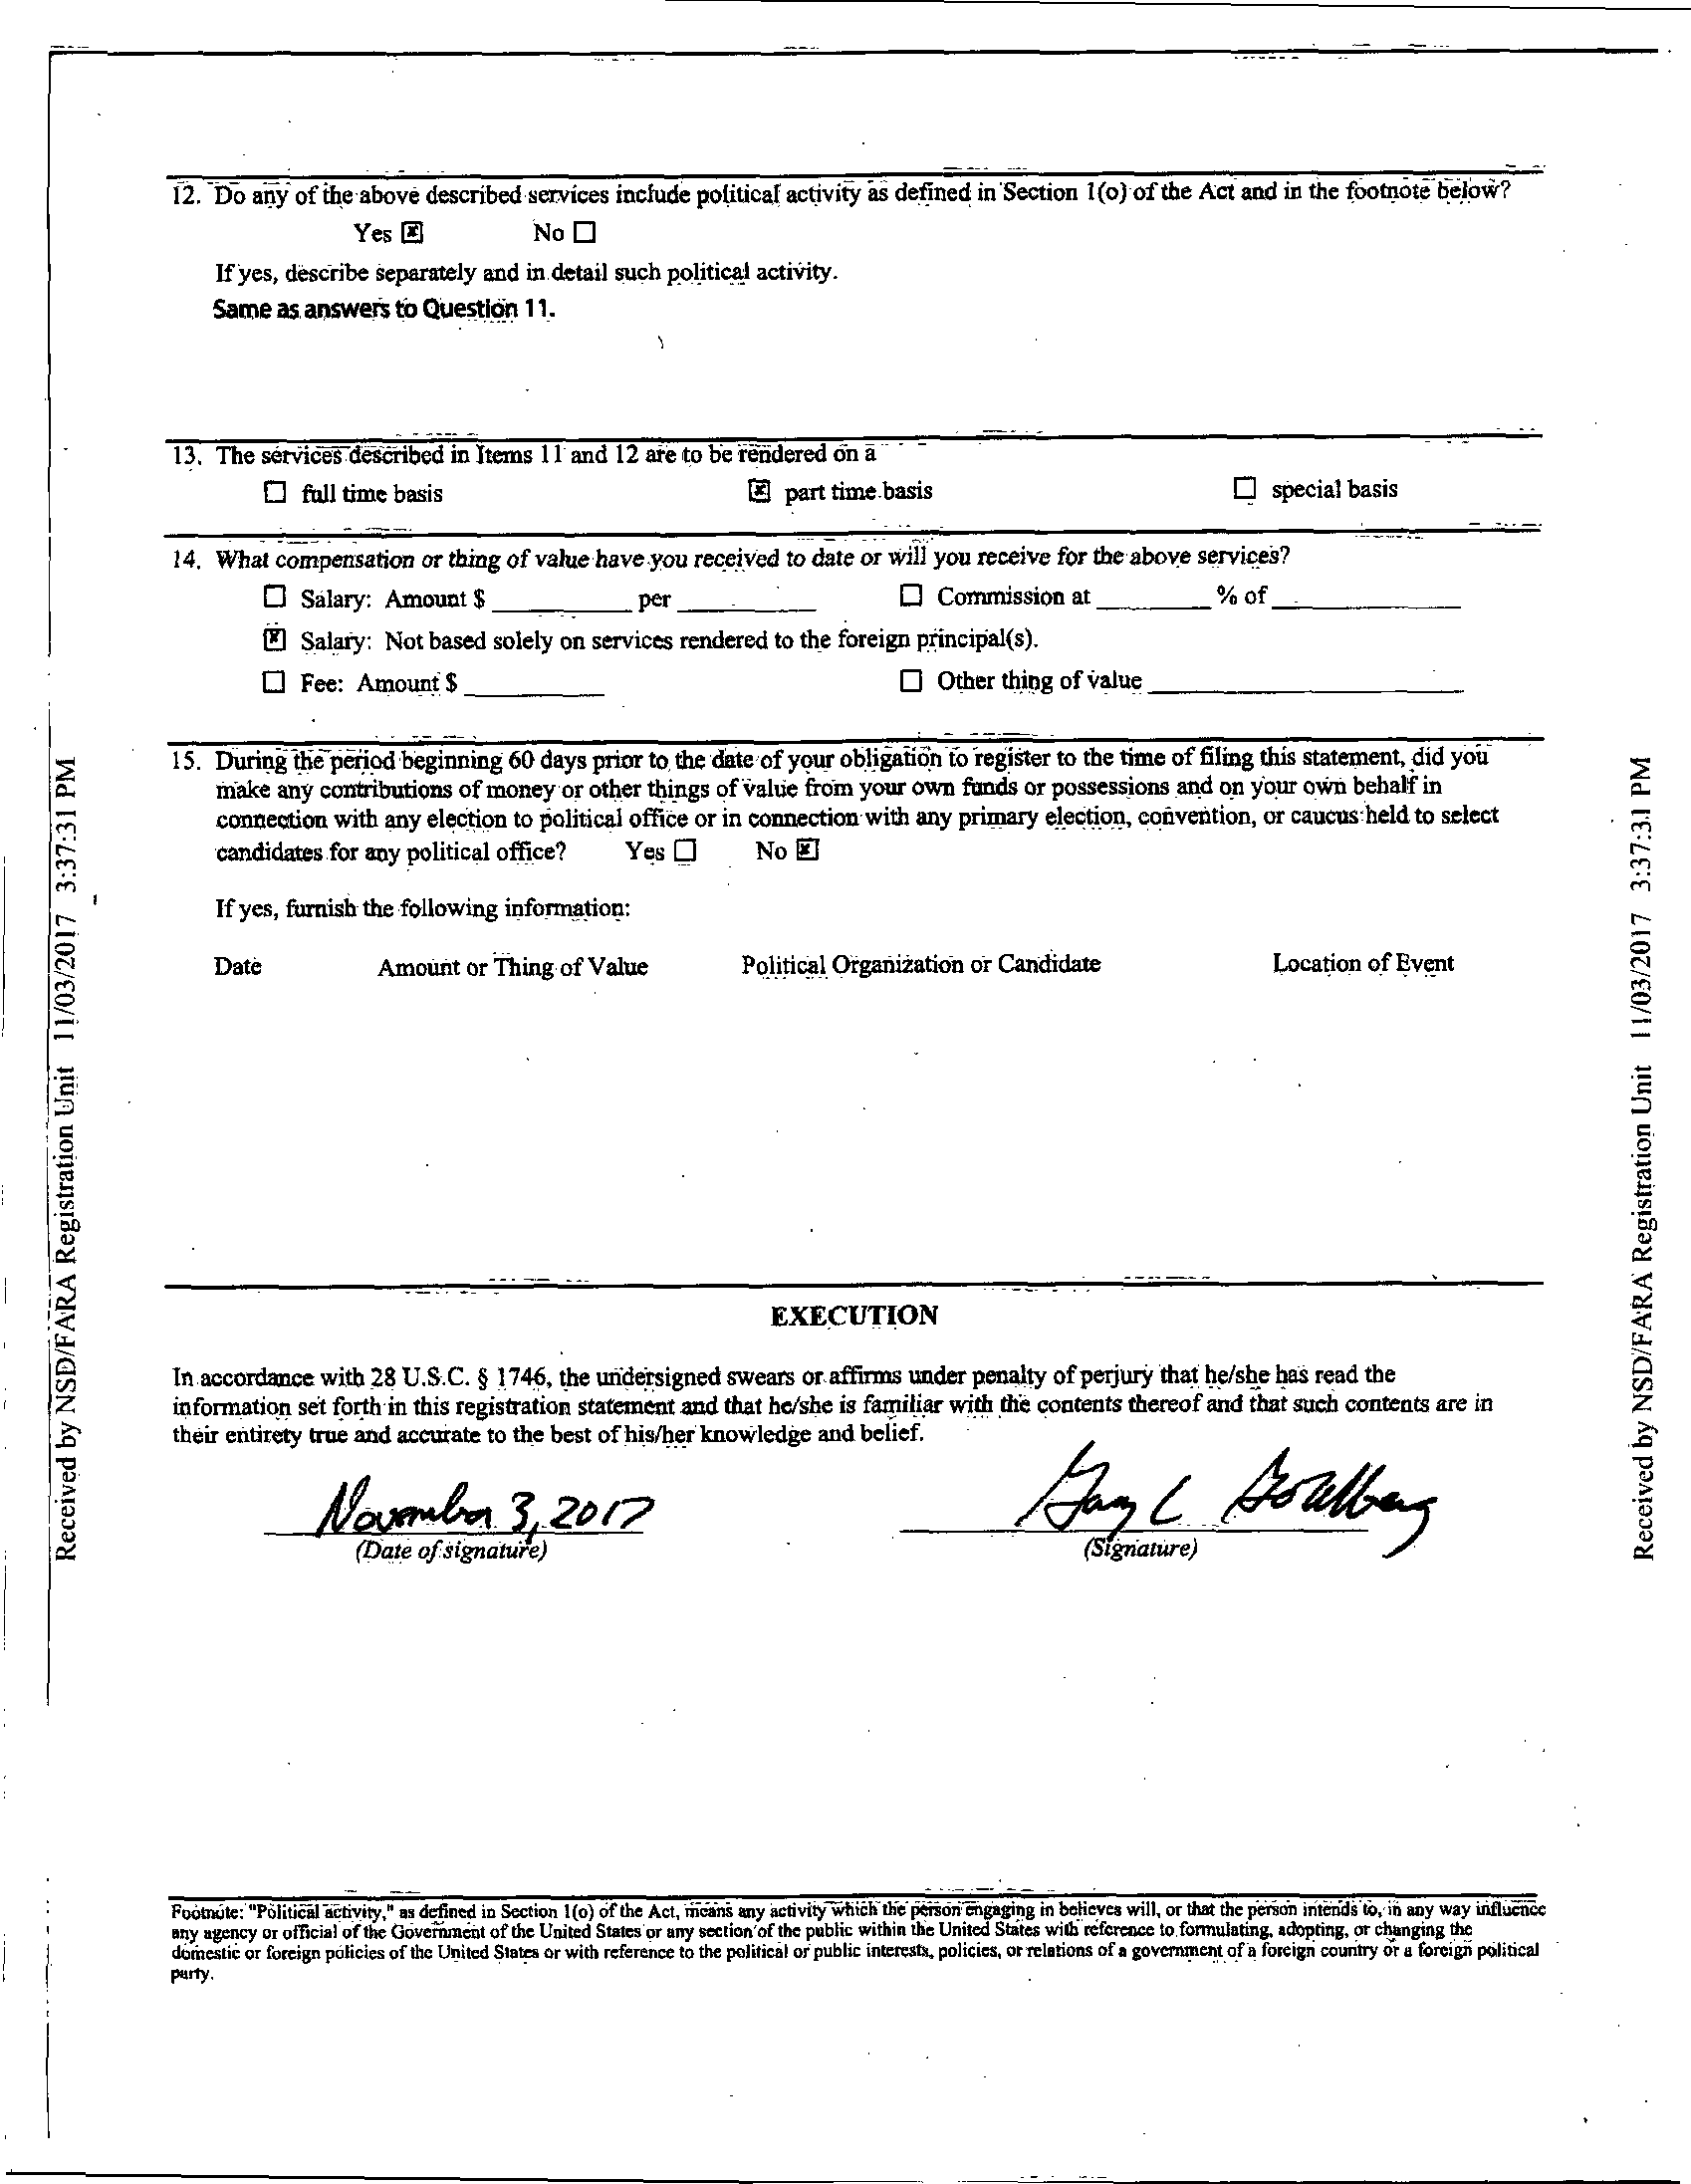 12. Do any of the above described services include political activity as defined in Section 1(o) of the Act and in the footnote below?
Yes ☒ No ☐
If yes, describe separately and in detail such political activity.
Same as answers to Question 11.
13. The services described in Items 11 and 12 are to be rendered on a
☐ full time basis ☒ part time basis ☐ special basis
14. What compensation or thing of value have you received to date or will you receive for the above services?
☐ Salary: Amount $ ________ per ________ ☐ Commission at ________ % of ________
☒ Salary: Not based solely on services rendered to the foreign principal(s).
☐ Fee: Amount $ ________ ☐ Other thing of value ________
15. During the period beginning 60 days prior to the date of your obligation to register to the time of filing this statement, did you
make any contributions of money or other things of value from your own funds or possessions and on your own behalf in
connection with any election to political office or in connection with any primary election, convention, or caucus held to select
candidates for any political office? Yes ☐ No ☒
If yes, furnish the following information:
Date Amount or Thing of Value Political Organization or Candidate Location of Event
EXECUTION
In accordance with 28 U.S.C. § 1746, the undersigned swears or affirms under penalty of perjury that he/she has read the
information set forth in this registration statement and that he/she is familiar with the contents thereof and that such contents are in
their entirety true and accurate to the best of his/her knowledge and belief.
November 3, 2017 Gary L Goldberg
(Date of signature) (Signature)
Footnote: "Political activity," as defined in Section 1(o) of the Act, means any activity which the person engaging in believes will, or that the person intends to, in any way influence
any agency or official of the Government of the United States or any section of the public within the United States with reference to formulating, adopting, or changing the
domestic or foreign policies of the United States or with reference to the political or public interests, policies, or relations of a government of a foreign country or a foreign political
party.
Received by NSD/FARA Registration Unit 11/03/2017 3:37:31 PM
Received by NSD/FARA Registration Unit 11/03/2017 3:37:31 PM